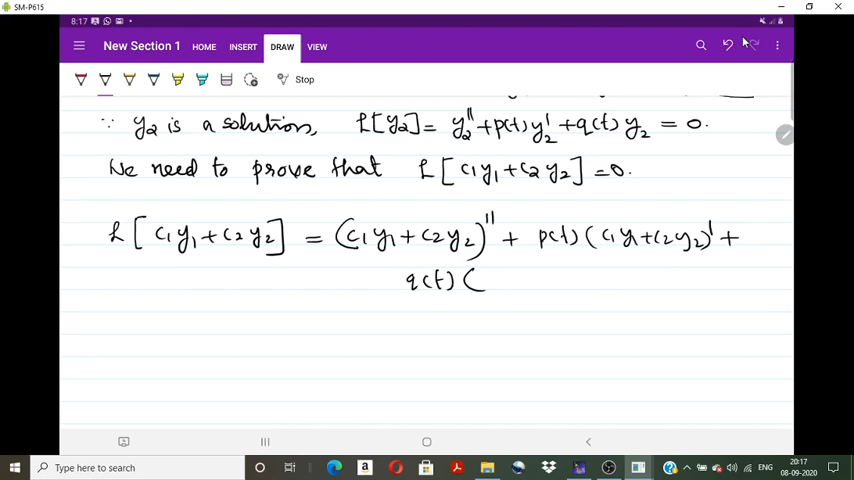 SM-P615
8:17
New Section 1 HOME INSERT DRAW VIEW
Stop
∵ y₂ is a solution, L[y₂] = y₂'' + p(t) y₂' + q(t) y₂ = 0.
We need to prove that L[c₁y₁ + c₂y₂] = 0.
L[c₁y₁ + c₂y₂] = (c₁y₁ + c₂y₂)'' + p(t) (c₁y₁ + c₂y₂)' +
q(t) (
Type here to search
ENG
20:17
08-09-2020